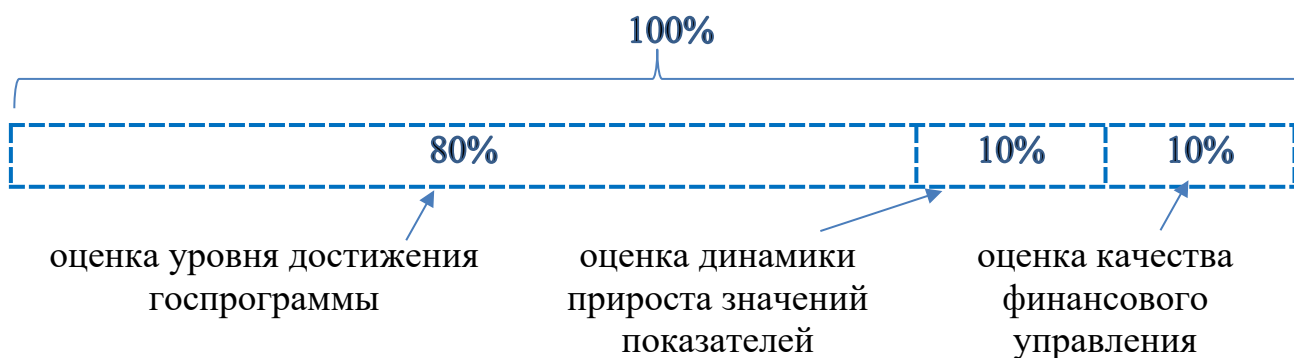 100%
80%
10%
10%
оценка уровня достижения
госпрограммы
оценка динамики
прироста значений
показателей
оценка качества
финансового
управления